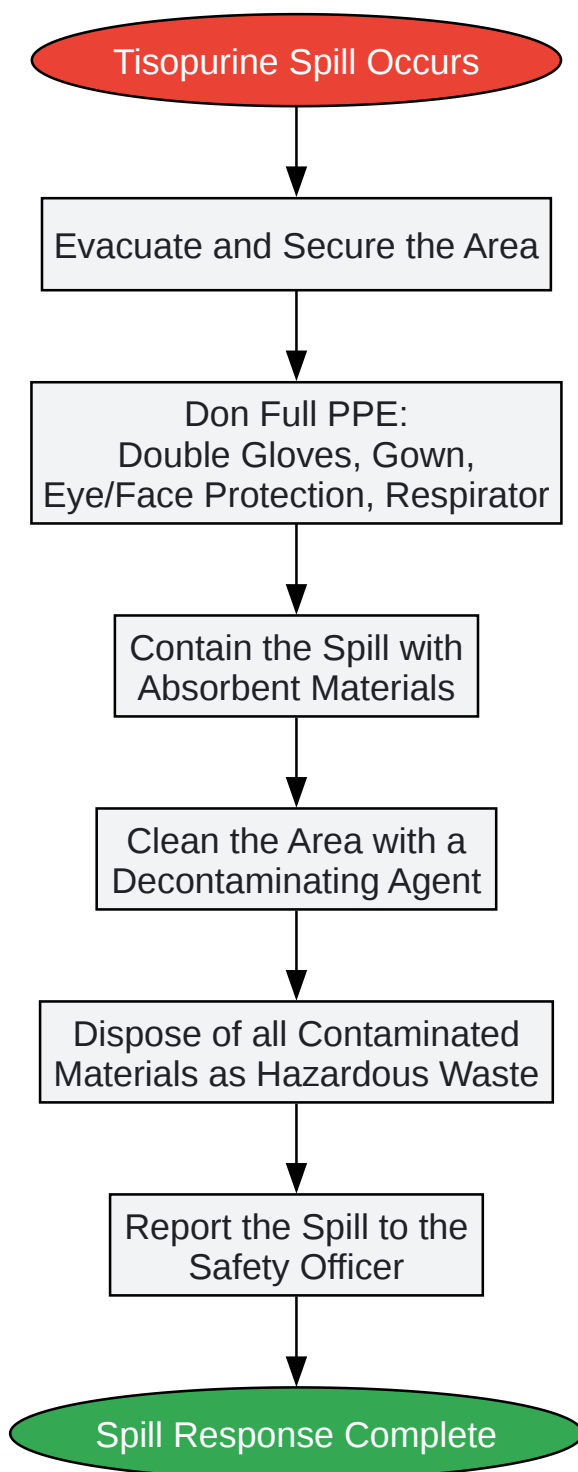 Tisopurine Spill Occurs
Evacuate and Secure the Area
Don Full PPE:
Double Gloves, Gown,
Eye/Face Protection, Respirator
Contain the Spill with
Absorbent Materials
Clean the Area with a
Decontaminating Agent
Dispose of all Contaminated
Materials as Hazardous Waste
Report the Spill to the
Safety Officer
Spill Response Complete